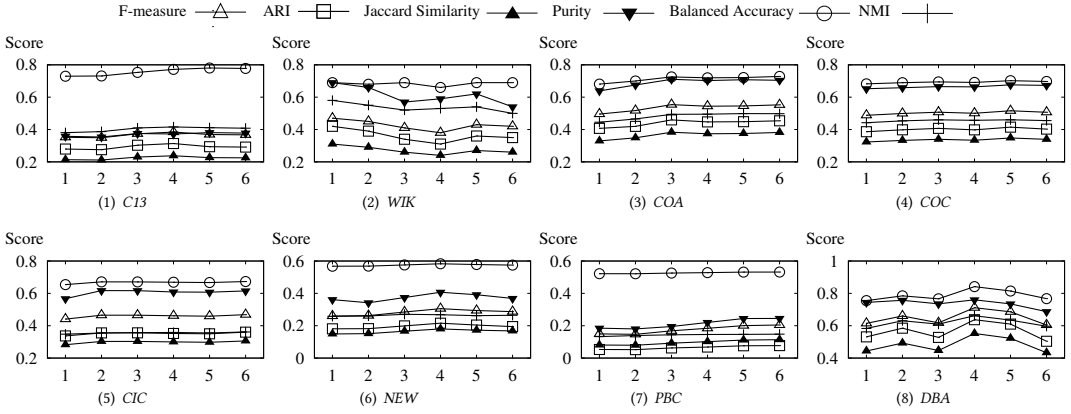 F-measure ARI Jaccard Similarity Purity Balanced Accuracy NMI
Score Score Score Score
0.8 0.8 0.8 0.8
0.6 0.6 0.6 0.6
0.4 0.4 0.4 0.4
0.2 0.2 0.2 0.2
1 2 3 4 5 6 1 2 3 4 5 6 1 2 3 4 5 6 1 2 3 4 5 6
(1) C13 (2) WIK (3) COA (4) COC
Score Score Score Score
0.8 0.6 0.6 1
0.6 0.4 0.4 0.8
0.4 0.2 0.2 0.6
0.2 0 0 0.4
1 2 3 4 5 6 1 2 3 4 5 6 1 2 3 4 5 6 1 2 3 4 5 6
(5) CIC (6) NEW (7) PBC (8) DBA